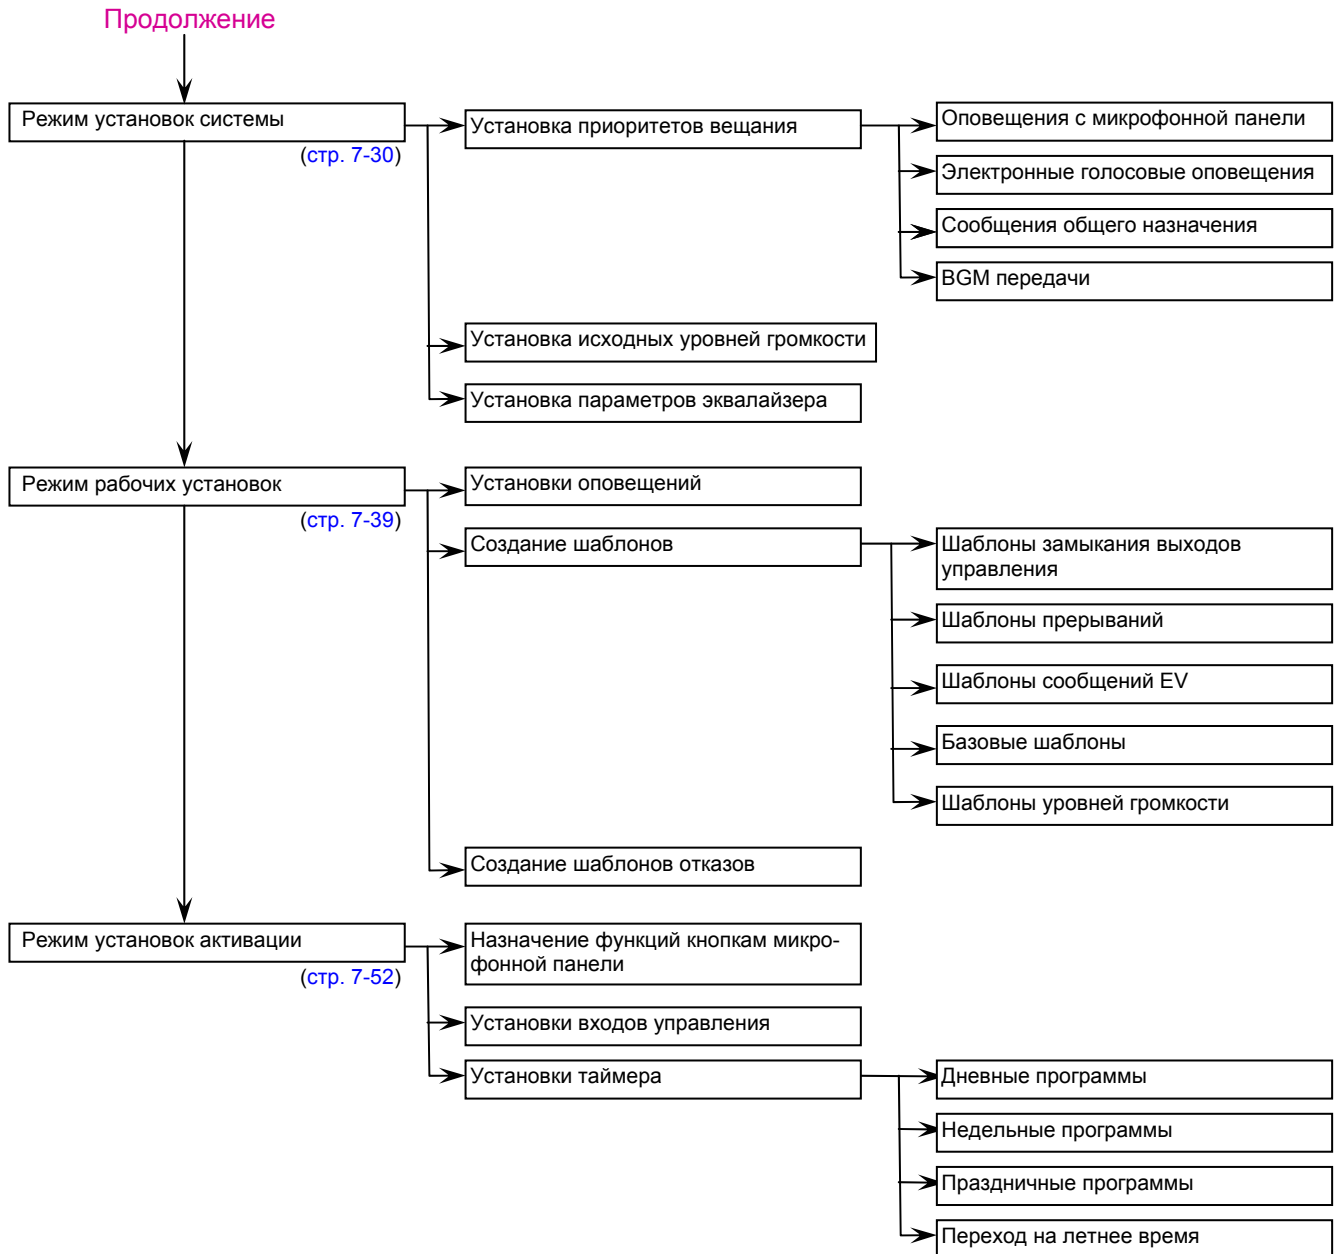 Продолжение
Режим установок системы
(стр. 7-30)
Установка приоритетов вещания
Оповещения с микрофонной панели
Электронные голосовые оповещения
Сообщения общего назначения
BGM передачи
Установка исходных уровней громкости
Установка параметров эквалайзера
Режим рабочих установок
(стр. 7-39)
Установки оповещений
Создание шаблонов
Шаблоны замыкания выходов
управления
Шаблоны прерываний
Шаблоны сообщений EV
Базовые шаблоны
Шаблоны уровней громкости
Создание шаблонов отказов
Режим установок активации
(стр. 7-52)
Назначение функций кнопкам микро-
фонной панели
Установки входов управления
Установки таймера
Дневные программы
Недельные программы
Праздничные программы
Переход на летнее время